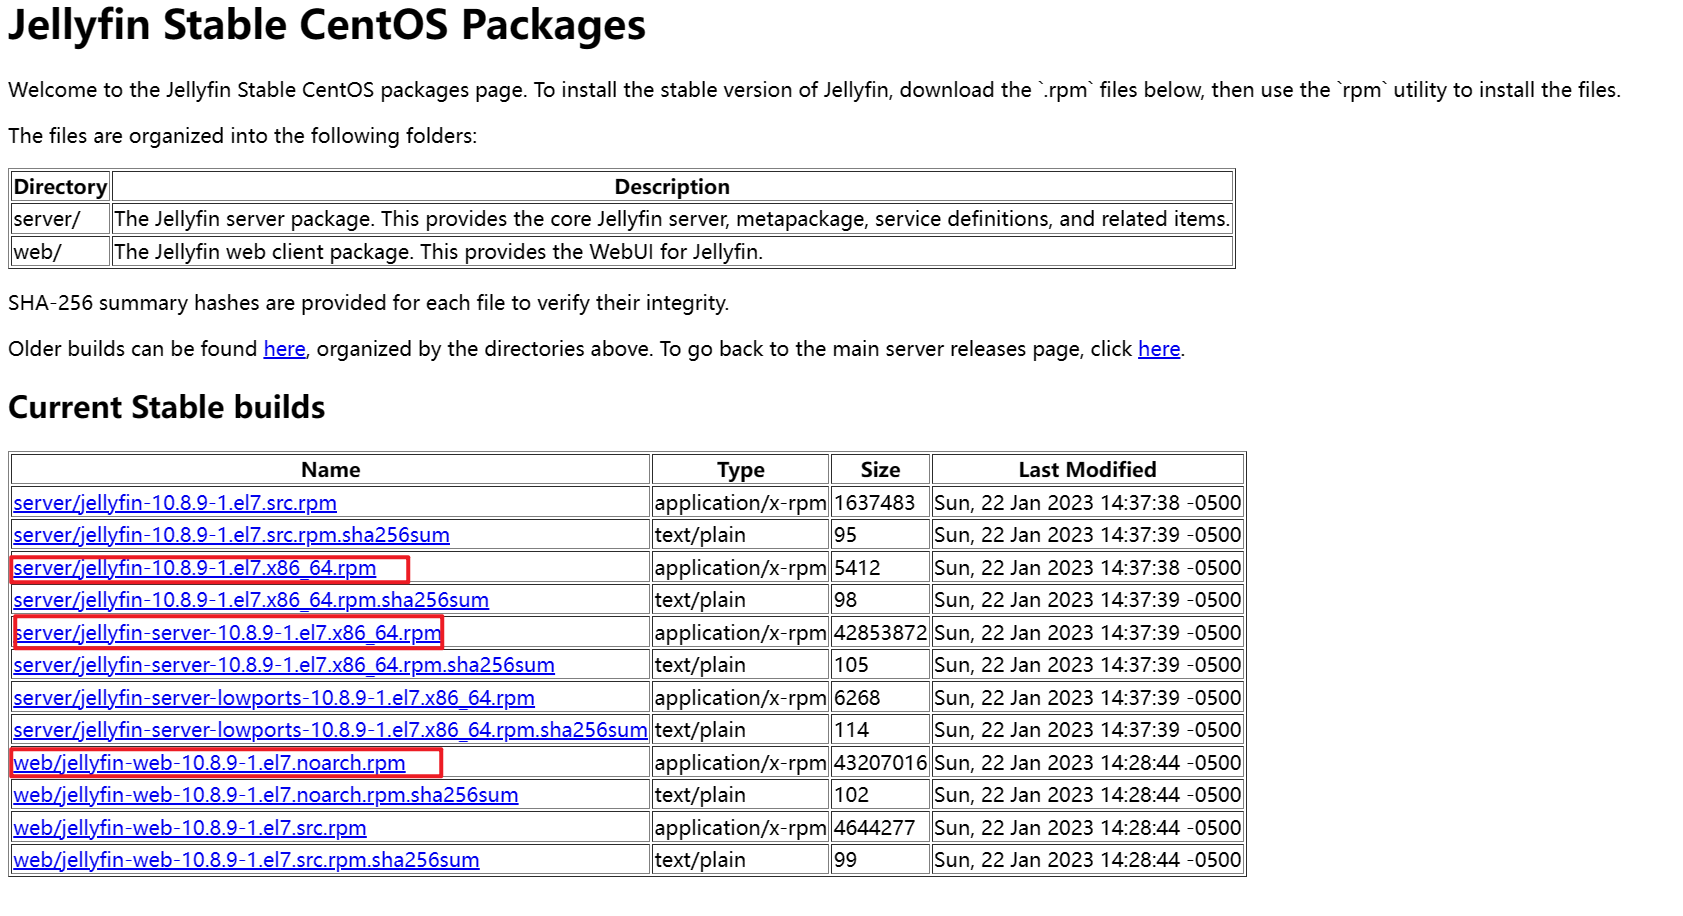 Jellyfin Stable CentOS Packages
Welcome to the Jellyfin Stable CentOS packages page. To install the stable version of Jellyfin, download the `.rpm` files below, then use the `rpm` utility to install the files.
The files are organized into the following folders:
Directory Description
server/ The Jellyfin server package. This provides the core Jellyfin server, metapackage, service definitions, and related items.
web/ The Jellyfin web client package. This provides the WebUI for Jellyfin.
SHA-256 summary hashes are provided for each file to verify their integrity.
Older builds can be found here, organized by the directories above. To go back to the main server releases page, click here.
Current Stable builds
Name Type Size Last Modified
server/jellyfin-10.8.9-1.el7.src.rpm application/x-rpm 1637483 Sun, 22 Jan 2023 14:37:38 -0500
server/jellyfin-10.8.9-1.el7.src.rpm.sha256sum text/plain 95 Sun, 22 Jan 2023 14:37:39 -0500
server/jellyfin-10.8.9-1.el7.x86_64.rpm application/x-rpm 5412 Sun, 22 Jan 2023 14:37:38 -0500
server/jellyfin-10.8.9-1.el7.x86_64.rpm.sha256sum text/plain 98 Sun, 22 Jan 2023 14:37:39 -0500
server/jellyfin-server-10.8.9-1.el7.x86_64.rpm application/x-rpm 42853872 Sun, 22 Jan 2023 14:37:39 -0500
server/jellyfin-server-10.8.9-1.el7.x86_64.rpm.sha256sum text/plain 105 Sun, 22 Jan 2023 14:37:39 -0500
server/jellyfin-server-lowports-10.8.9-1.el7.x86_64.rpm application/x-rpm 6268 Sun, 22 Jan 2023 14:37:39 -0500
server/jellyfin-server-lowports-10.8.9-1.el7.x86_64.rpm.sha256sum text/plain 114 Sun, 22 Jan 2023 14:37:39 -0500
web/jellyfin-web-10.8.9-1.el7.noarch.rpm application/x-rpm 43207016 Sun, 22 Jan 2023 14:28:44 -0500
web/jellyfin-web-10.8.9-1.el7.noarch.rpm.sha256sum text/plain 102 Sun, 22 Jan 2023 14:28:44 -0500
web/jellyfin-web-10.8.9-1.el7.src.rpm application/x-rpm 4644277 Sun, 22 Jan 2023 14:28:44 -0500
web/jellyfin-web-10.8.9-1.el7.src.rpm.sha256sum text/plain 99 Sun, 22 Jan 2023 14:28:44 -0500